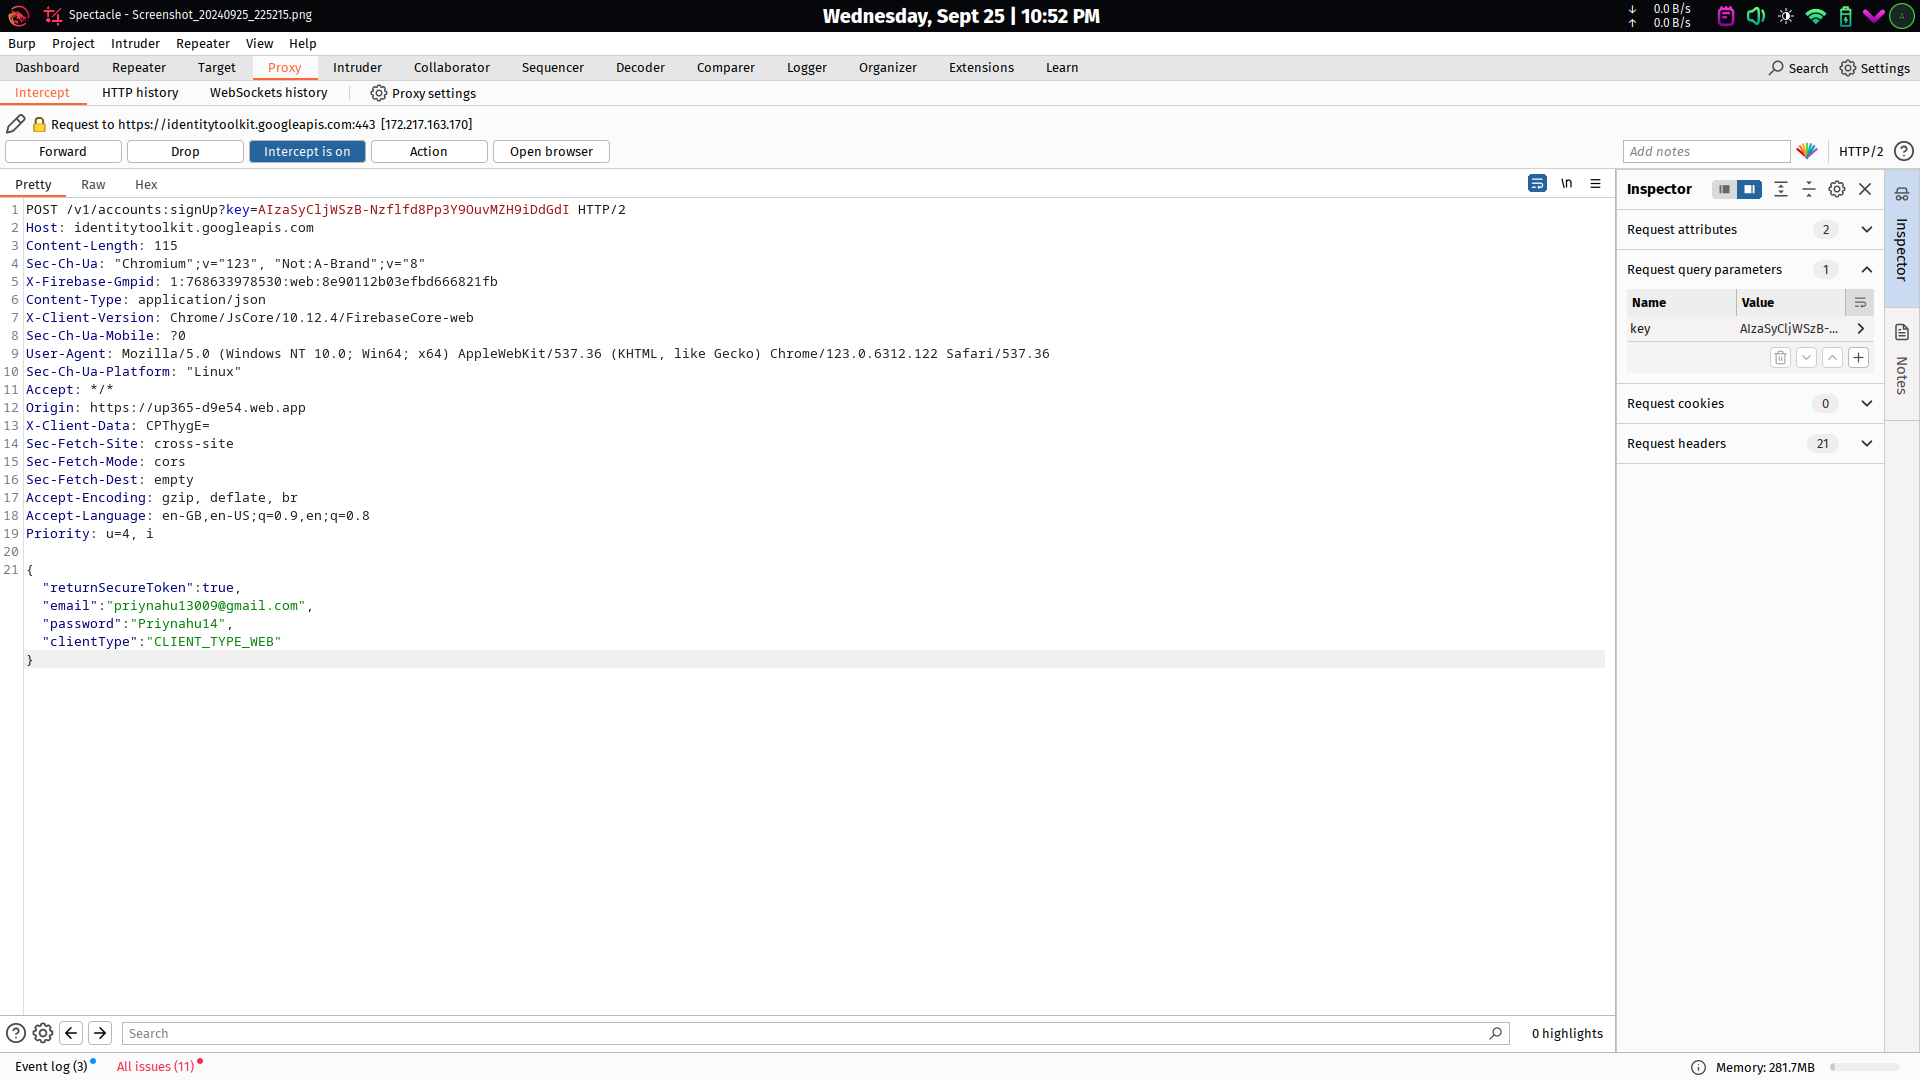 Spectacle - Screenshot_20240925_225215.png
Wednesday, Sept 25 | 10:52 PM
0.0 B/s
0.0 B/s
Burp Project Intruder Repeater View Help
Dashboard Repeater Target Proxy Intruder Collaborator Sequencer Decoder Comparer Logger Organizer Extensions Learn Search Settings
Intercept HTTP history WebSockets history Proxy settings
Request to https://identitytoolkit.googleapis.com:443 [172.217.163.170]
Forward Drop Intercept is on Action Open browser Add notes HTTP/2
Pretty Raw Hex \n
1 POST /v1/accounts:signUp?key=AIzaSyCljWSzB-Nzflfd8Pp3Y9OuvMZH9iDdGdI HTTP/2
2 Host: identitytoolkit.googleapis.com
3 Content-Length: 115
4 Sec-Ch-Ua: "Chromium";v="123", "Not:A-Brand";v="8"
5 X-Firebase-Gmpid: 1:768633978530:web:8e90112b03efbd666821fb
6 Content-Type: application/json
7 X-Client-Version: Chrome/JsCore/10.12.4/FirebaseCore-web
8 Sec-Ch-Ua-Mobile: ?0
9 User-Agent: Mozilla/5.0 (Windows NT 10.0; Win64; x64) AppleWebKit/537.36 (KHTML, like Gecko) Chrome/123.0.6312.122 Safari/537.36
10 Sec-Ch-Ua-Platform: "Linux"
11 Accept: */*
12 Origin: https://up365-d9e54.web.app
13 X-Client-Data: CPThygE=
14 Sec-Fetch-Site: cross-site
15 Sec-Fetch-Mode: cors
16 Sec-Fetch-Dest: empty
17 Accept-Encoding: gzip, deflate, br
18 Accept-Language: en-GB,en-US;q=0.9,en;q=0.8
19 Priority: u=4, i
20
21 {
"returnSecureToken":true,
"email":"priynahu13009@gmail.com",
"password":"Priynahu14",
"clientType":"CLIENT_TYPE_WEB"
}
Inspector
Request attributes 2
Request query parameters 1
Name Value
key AIzaSyCljWSzB-...
Request cookies 0
Request headers 21
Inspector
Notes
Search
0 highlights
Event log (3) All issues (11)
Memory: 281.7MB